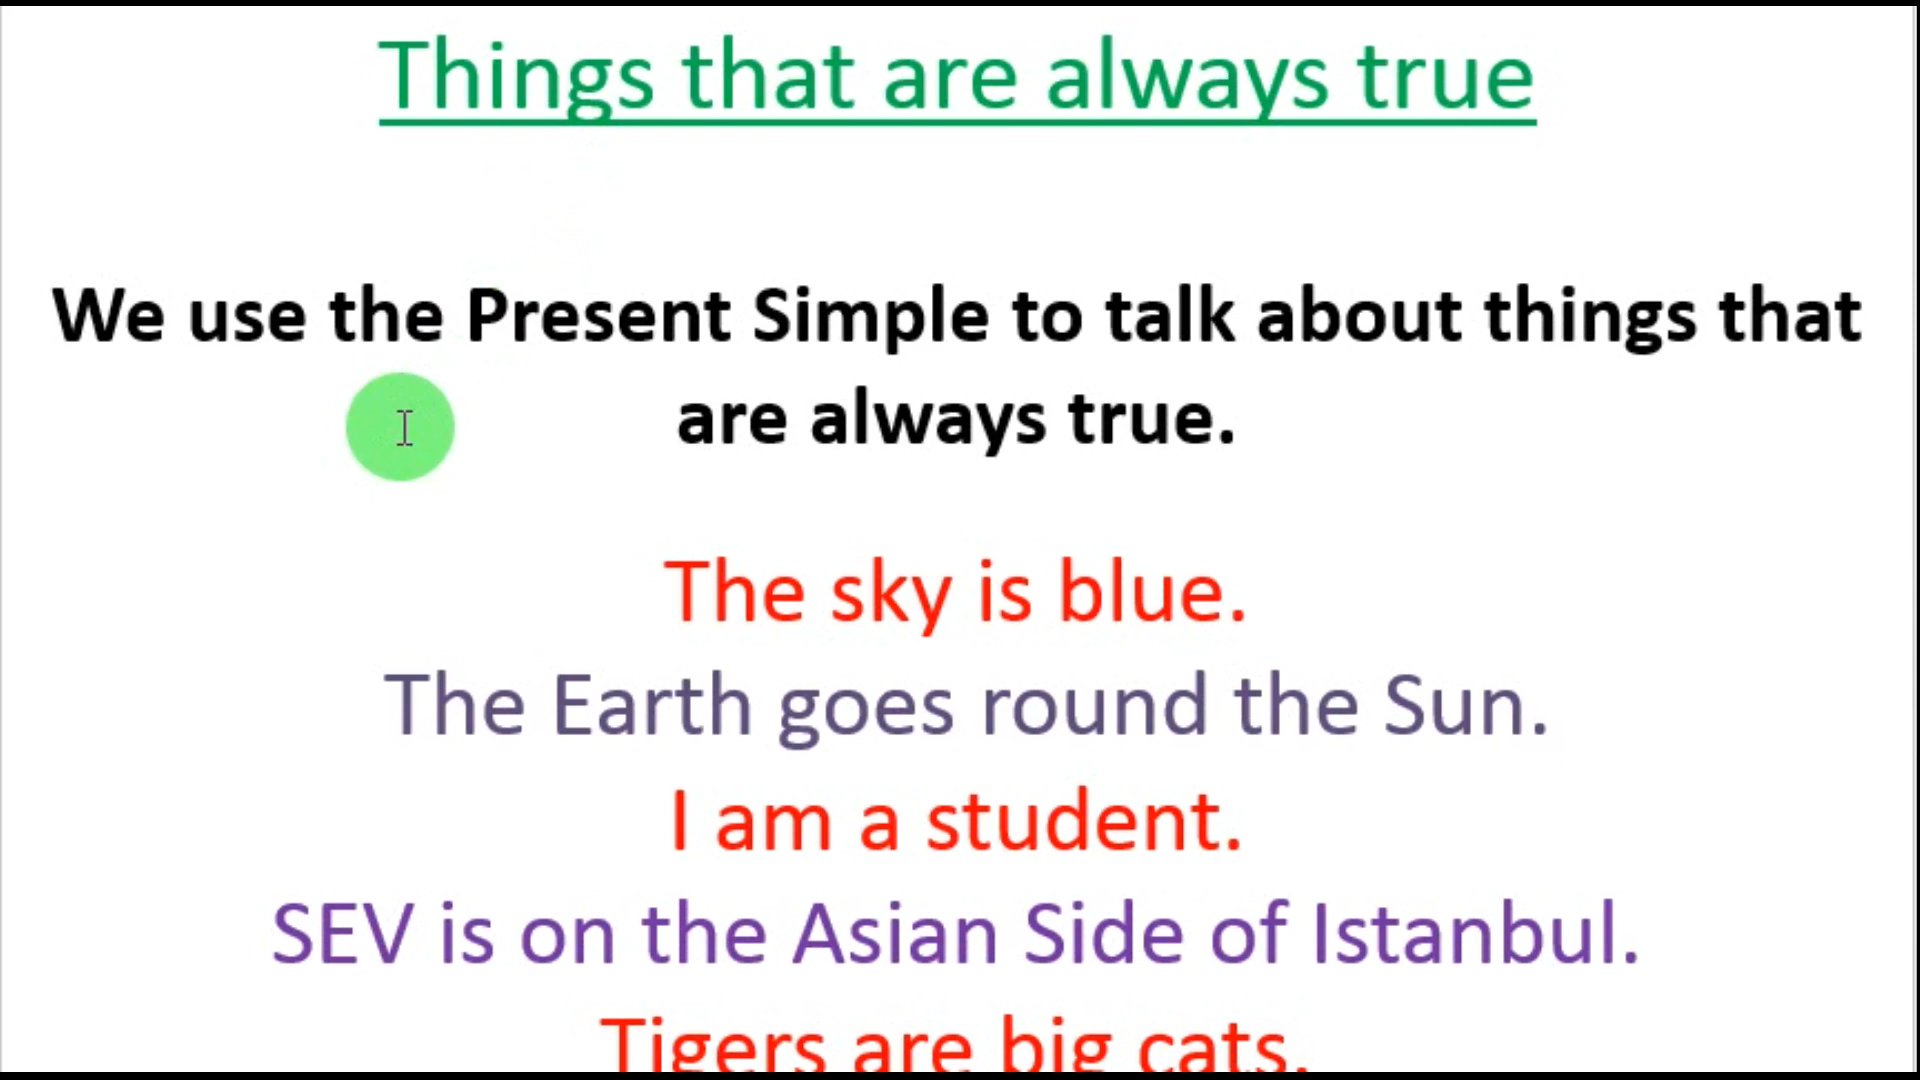 Things that are always true
We use the Present Simple to talk about things that
are always true.
The sky is blue.
The Earth goes round the Sun.
I am a student.
SEV is on the Asian Side of Istanbul.
Tigers are big cats.